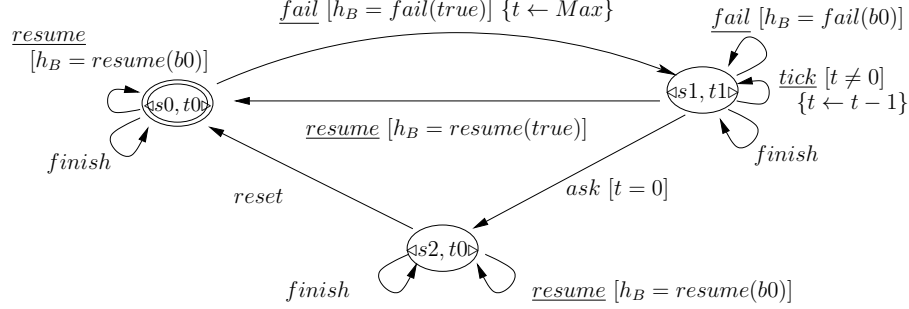 fail [h_B = fail(true)] {t ← Max}
resume
[h_B = resume(b0)]
fail [h_B = fail(b0)]
◁s0, t0▷
◁s1, t1▷
tick [t ≠ 0]
{t ← t − 1}
resume [h_B = resume(true)]
finish
finish
ask [t = 0]
reset
◁s2, t0▷
finish
resume [h_B = resume(b0)]